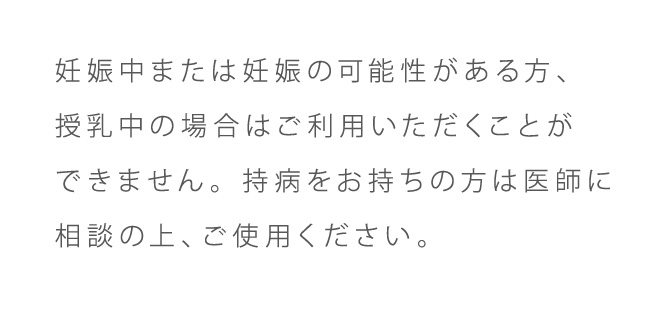 妊娠中または妊娠の可能性がある方、
授乳中の場合はご利用いただくことが
できません。持病をお持ちの方は医師に
相談の上、ご使用ください。